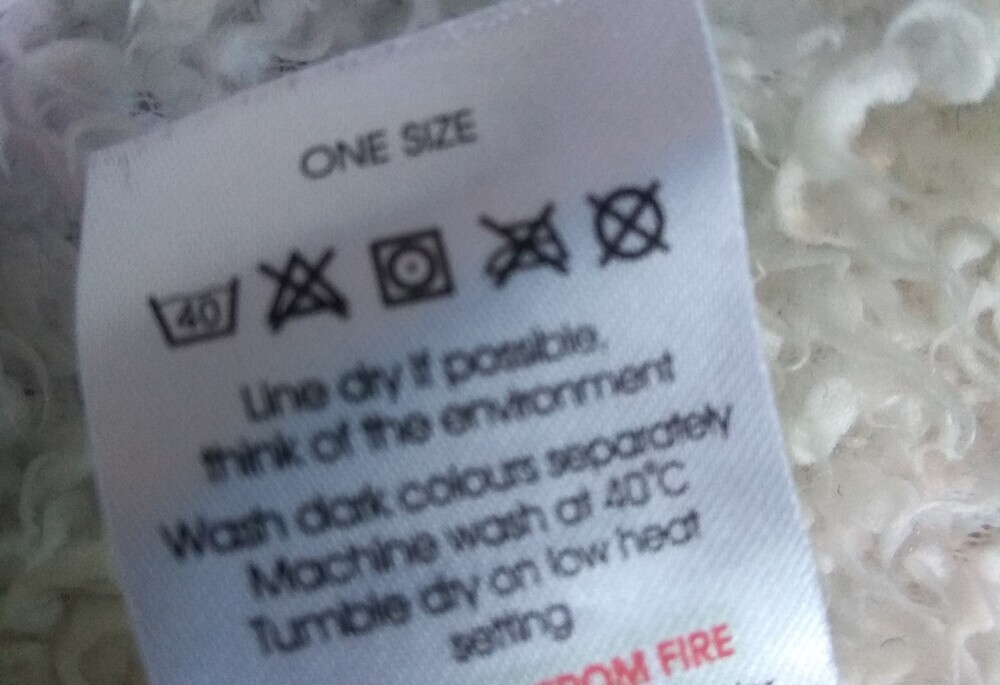 ONE SIZE
40
Line dry if possible,
think of the environment
Wash dark colours separately
Machine wash at 40°C
Tumble dry on low heat
setting
FROM FIRE